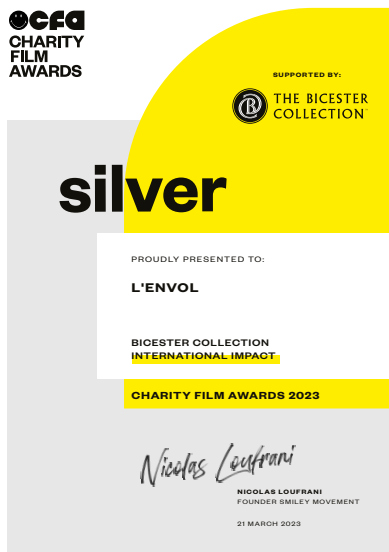 ocfa
CHARITY
FILM
AWARDS
SUPPORTED BY:
B
THE BICESTER
COLLECTION
silver
PROUDLY PRESENTED TO:
L'ENVOL
BICESTER COLLECTION
INTERNATIONAL IMPACT
CHARITY FILM AWARDS 2023
Nicolas Loufrani
NICOLAS LOUFRANI
FOUNDER SMILEY MOVEMENT
21 MARCH 2023